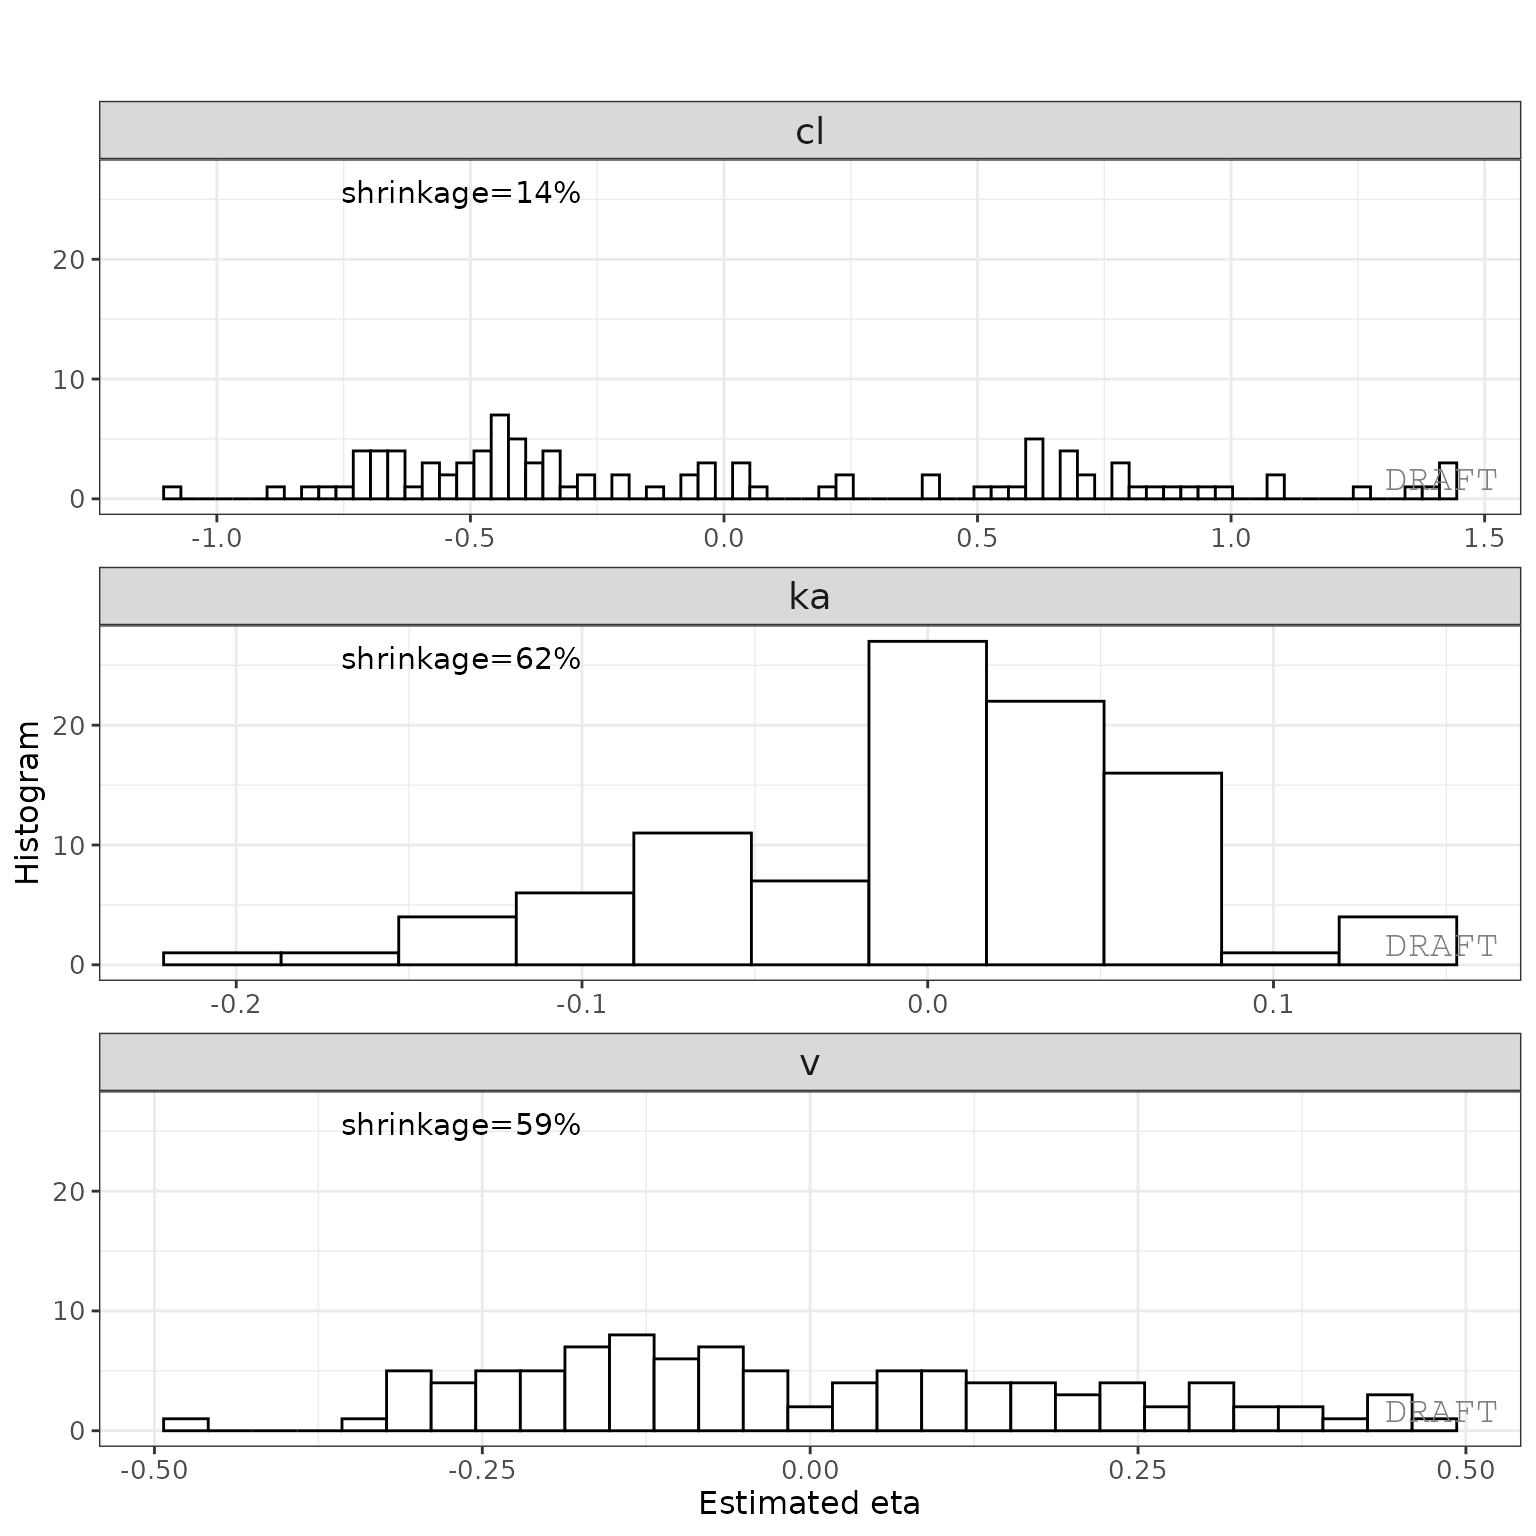 cl
shrinkage=14%
20
10
0
DRAFT
-1.0 -0.5 0.0 0.5 1.0 1.5
ka
shrinkage=62%
20
10
0
DRAFT
-0.2 -0.1 0.0 0.1
Histogram
v
shrinkage=59%
20
10
0
DRAFT
-0.50 -0.25 0.00 0.25 0.50
Estimated eta